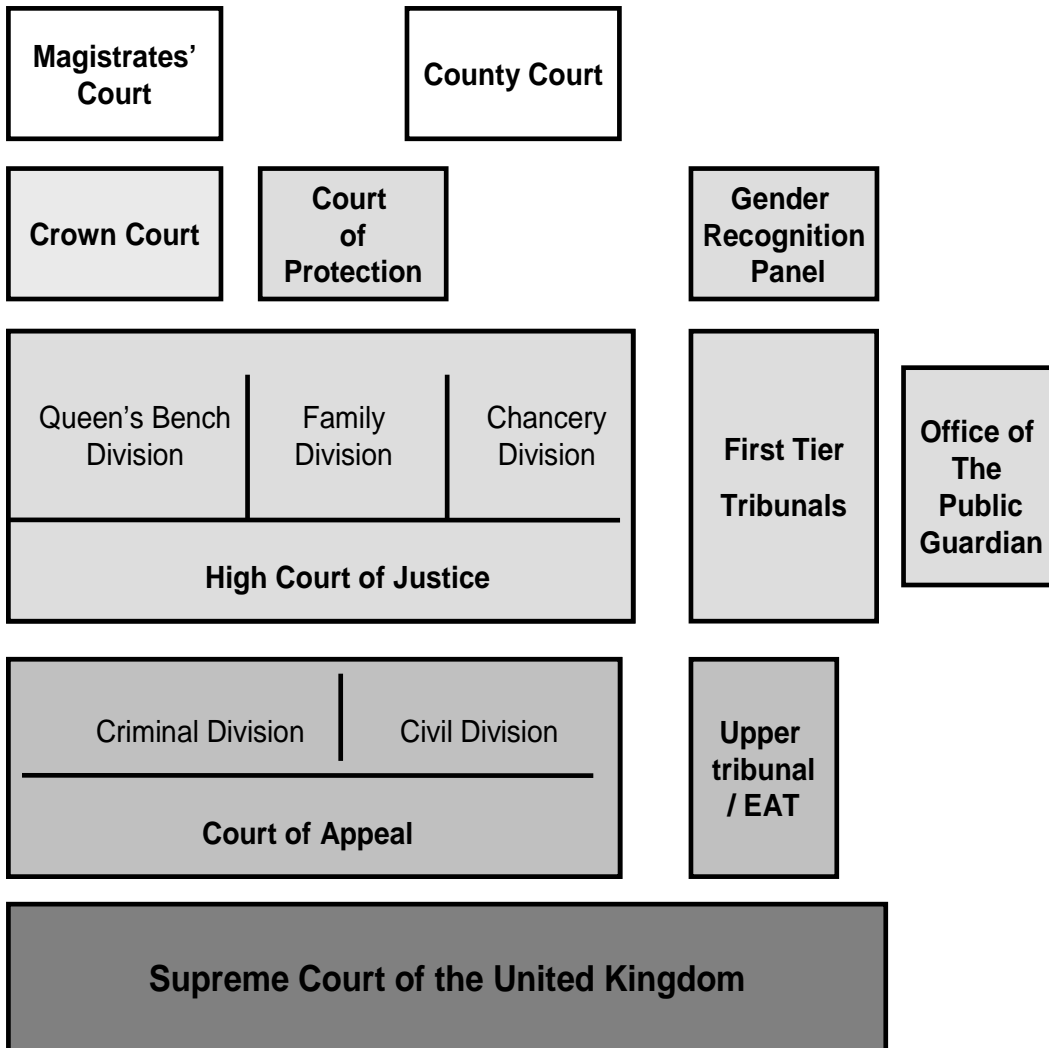 Magistrates’
Court
County Court
Crown Court
Court
of
Protection
Gender
Recognition
Panel
Queen’s Bench
Division
Family
Division
Chancery
Division
High Court of Justice
First Tier
Tribunals
Office of
The
Public
Guardian
Criminal Division
Civil Division
Court of Appeal
Upper
tribunal
/ EAT
Supreme Court of the United Kingdom